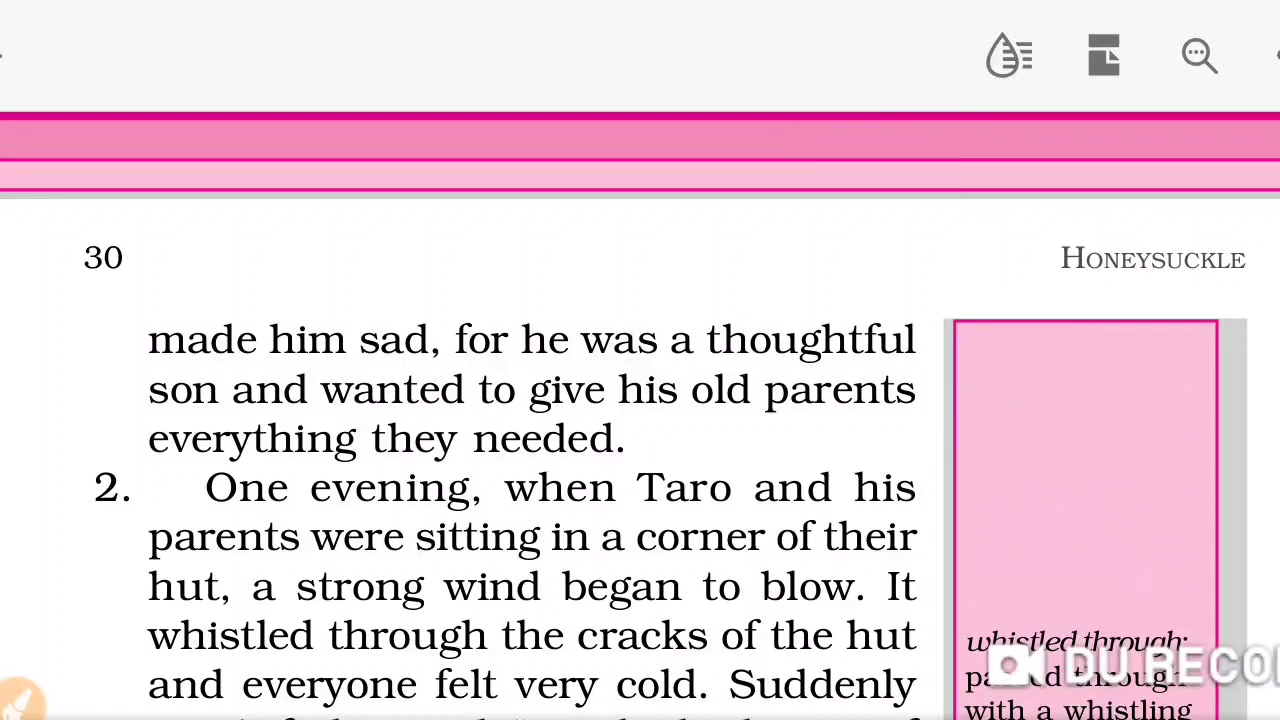 30
HONEYSUCKLE
made him sad, for he was a thoughtful
son and wanted to give his old parents
everything they needed.
2. One evening, when Taro and his
parents were sitting in a corner of their
hut, a strong wind began to blow. It
whistled through the cracks of the hut
and everyone felt very cold. Suddenly
whistled through:
through
with a whistling
DU RECO